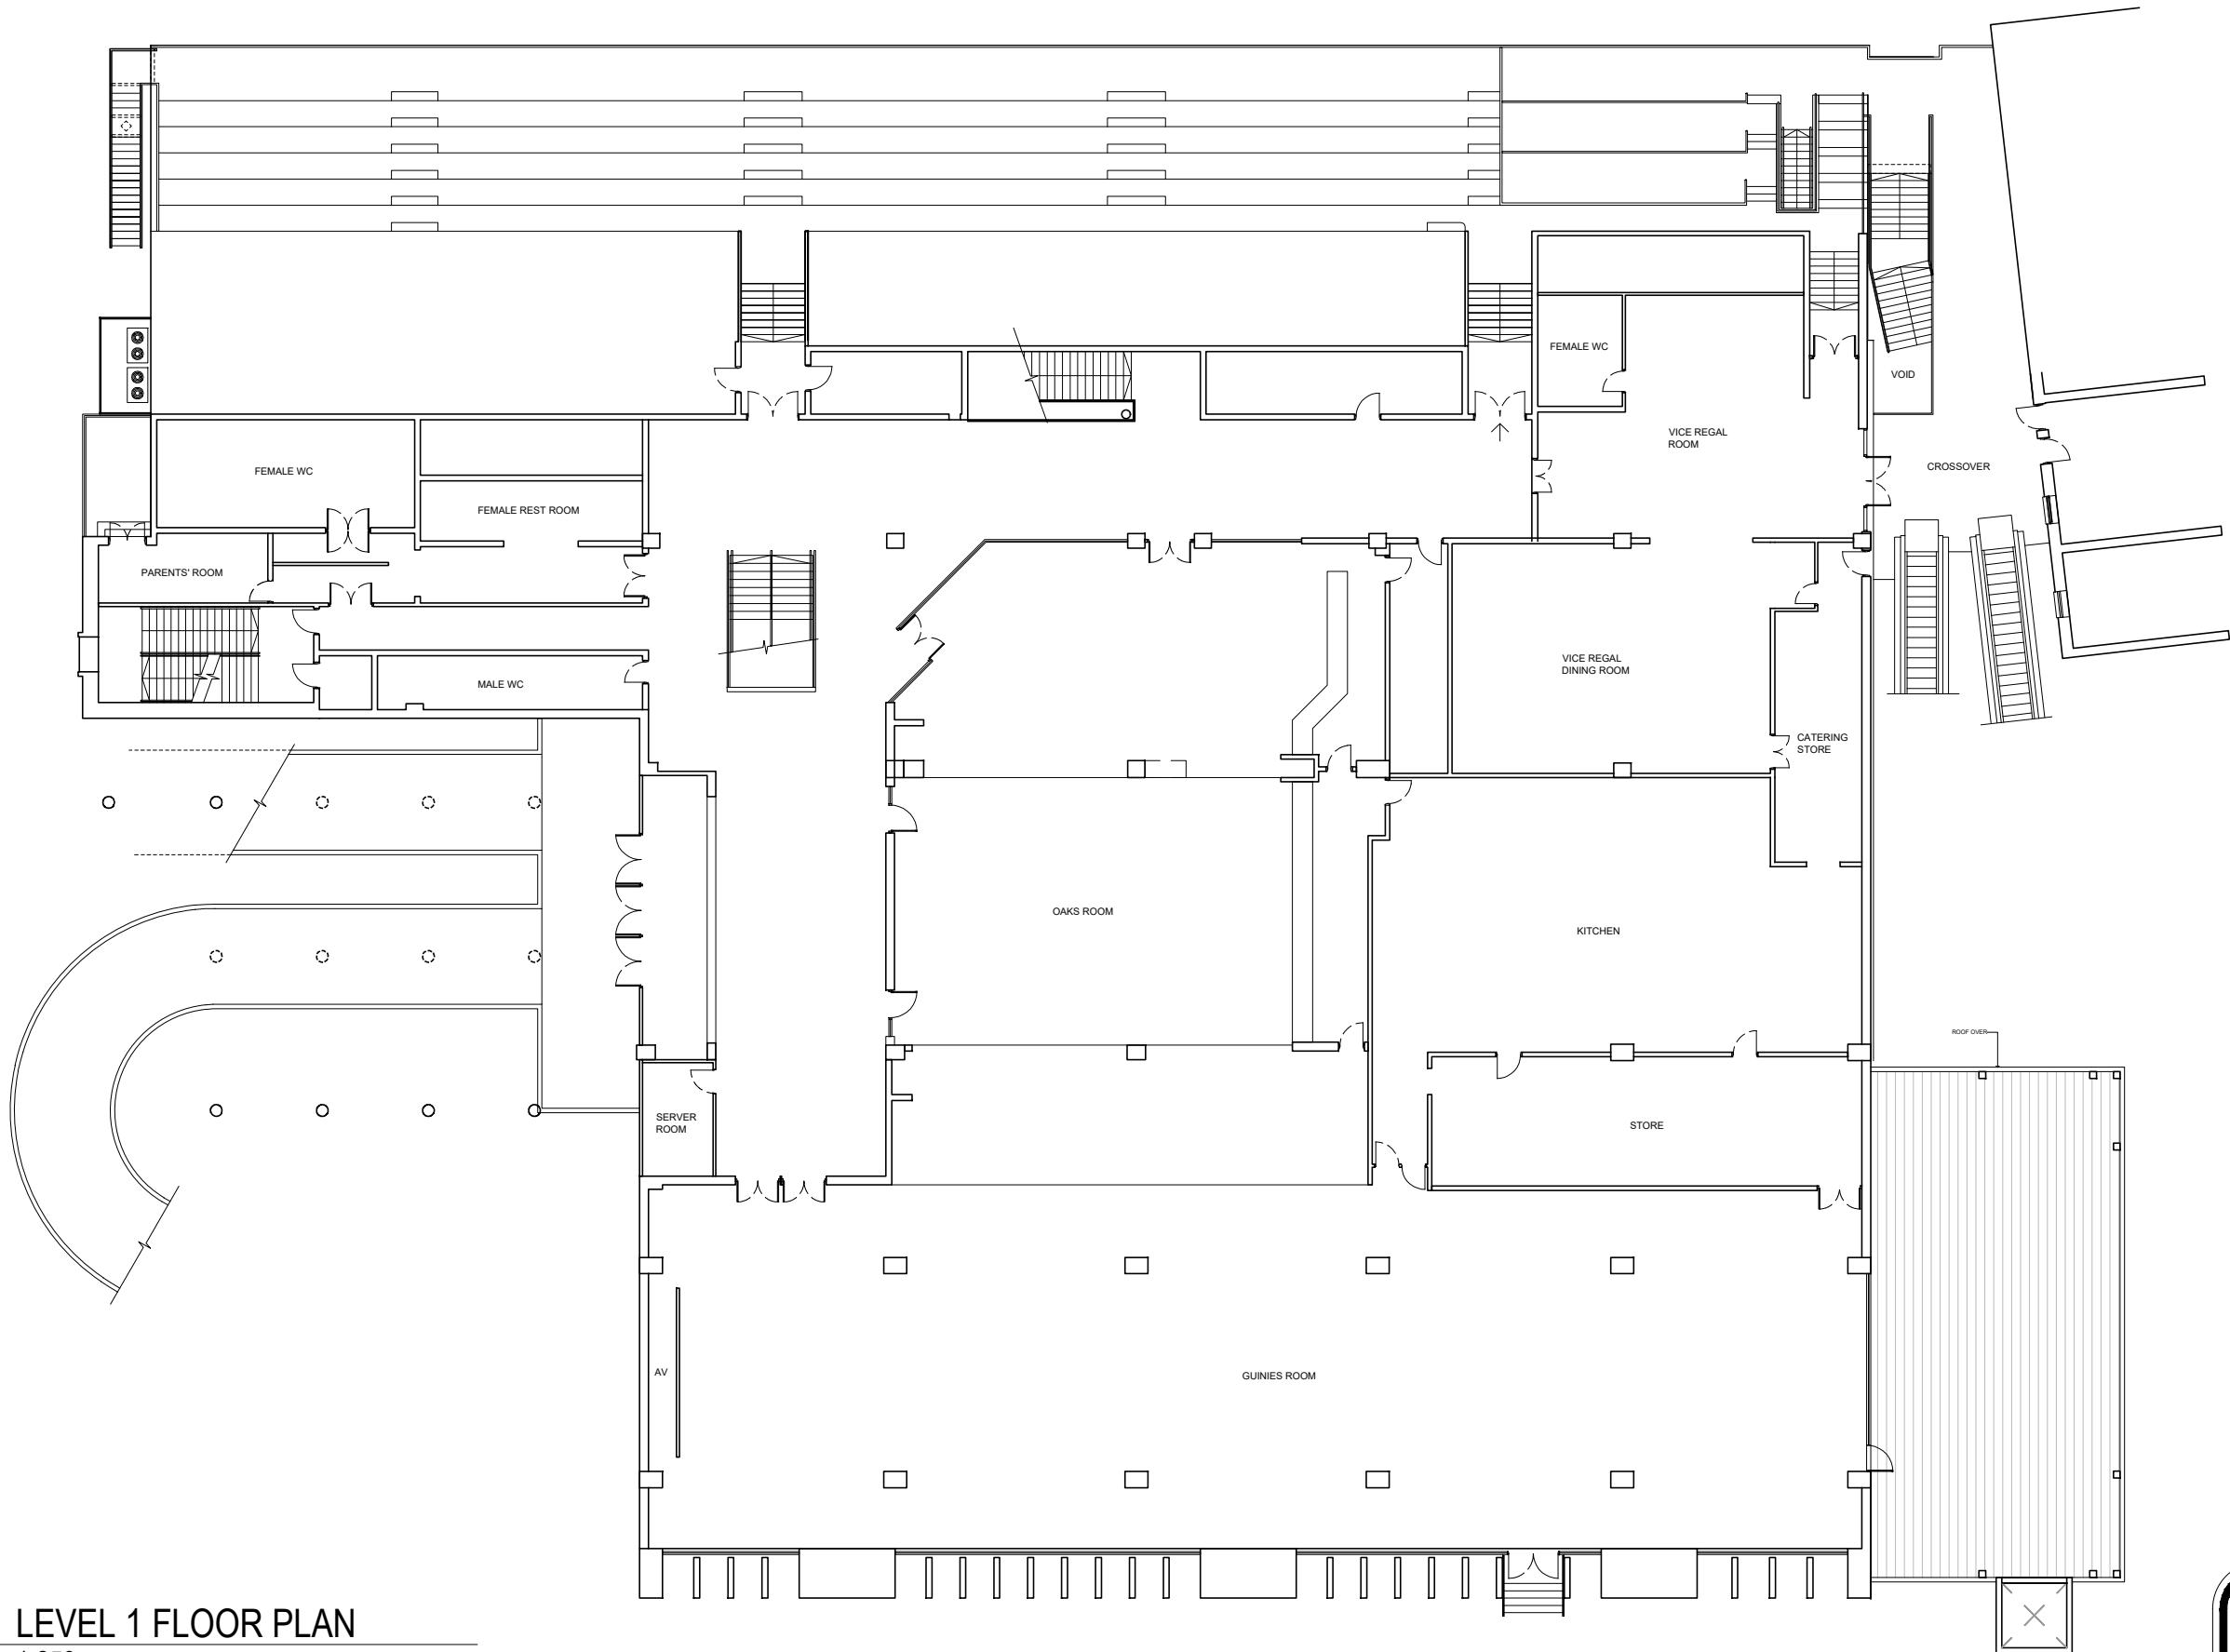 FEMALE WC
VICE REGAL
ROOM
VOID
CROSSOVER
FEMALE WC
FEMALE REST ROOM
PARENTS' ROOM
MALE WC
VICE REGAL
DINING ROOM
CATERING
STORE
OAKS ROOM
KITCHEN
ROOF OVER
SERVER
ROOM
STORE
AV
GUINIES ROOM
LEVEL 1 FLOOR PLAN